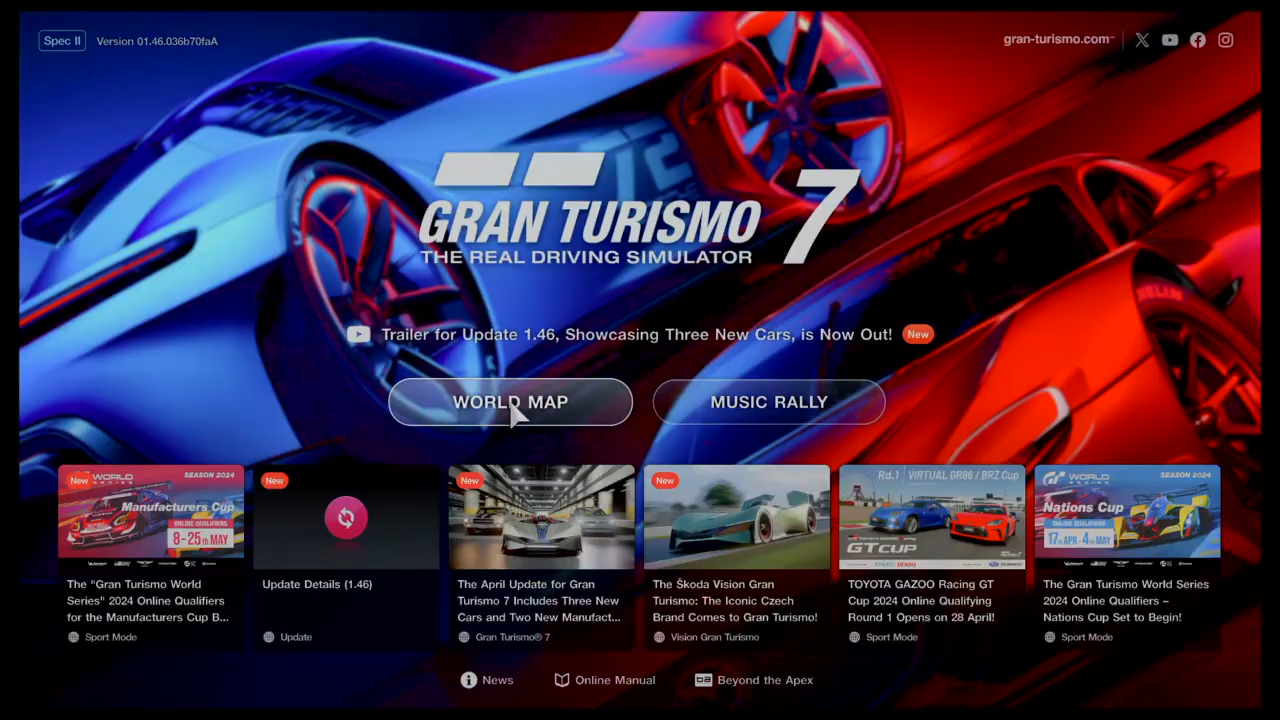 Spec II Version 01.46.036b70faA
gran-turismo.com™
GRAN TURISMO 7
THE REAL DRIVING SIMULATOR
Trailer for Update 1.46, Showcasing Three New Cars, is Now Out! New
WORLD MAP
MUSIC RALLY
New
WORLD
SERIES
SEASON 2024
Manufacturers Cup
ONLINE QUALIFIERS
8-25th MAY
The "Gran Turismo World
Series" 2024 Online Qualifiers
for the Manufacturers Cup B...
Sport Mode
New
Update Details (1.46)
Update
New
The April Update for Gran
Turismo 7 Includes Three New
Cars and Two New Manufact...
Gran Turismo® 7
New
The Škoda Vision Gran
Turismo: The Iconic Czech
Brand Comes to Gran Turismo!
Vision Gran Turismo
Rd.1 VIRTUAL GR86 / BRZ Cup
GT CUP
TOYOTA GAZOO Racing GT
Cup 2024 Online Qualifying
Round 1 Opens on 28 April!
Sport Mode
WORLD
SERIES
SEASON 2024
Nations Cup
ONLINE QUALIFIERS
17th APR - 4th MAY
The Gran Turismo World Series
2024 Online Qualifiers –
Nations Cup Set to Begin!
Sport Mode
News
Online Manual
Beyond the Apex